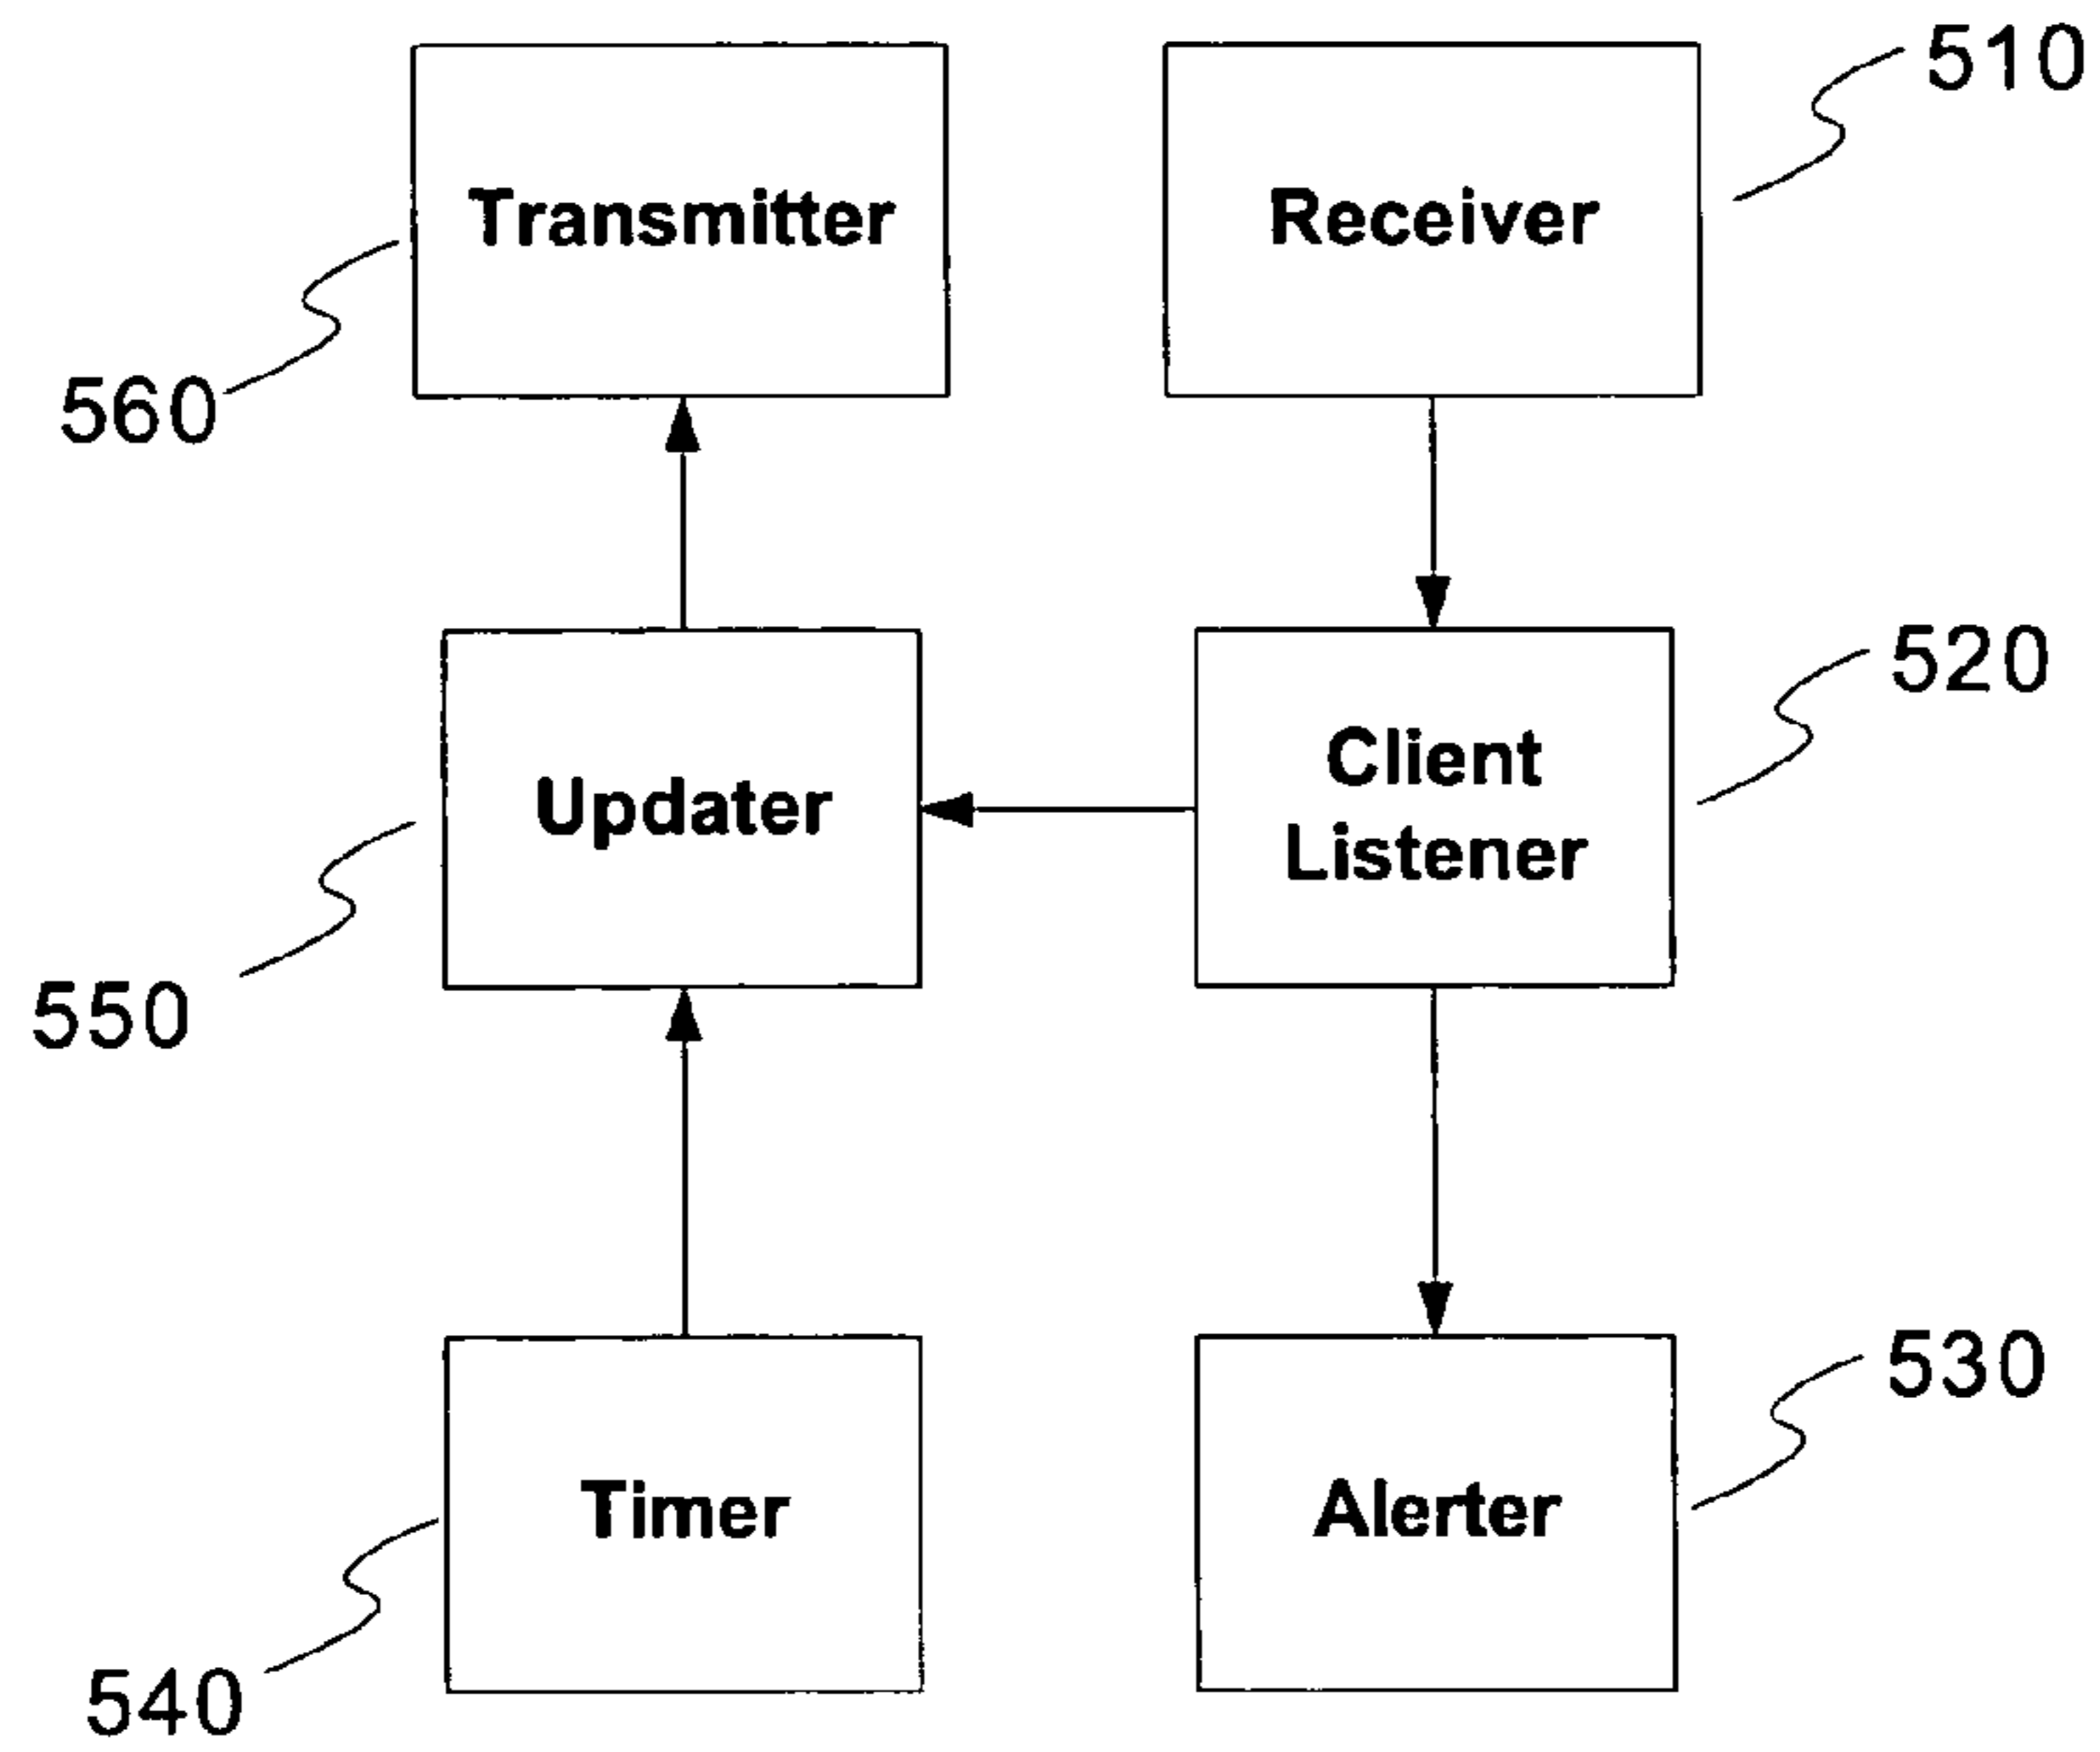 510
Transmitter
Receiver
560
520
Updater
Client
Listener
550
530
Timer
Alerter
540